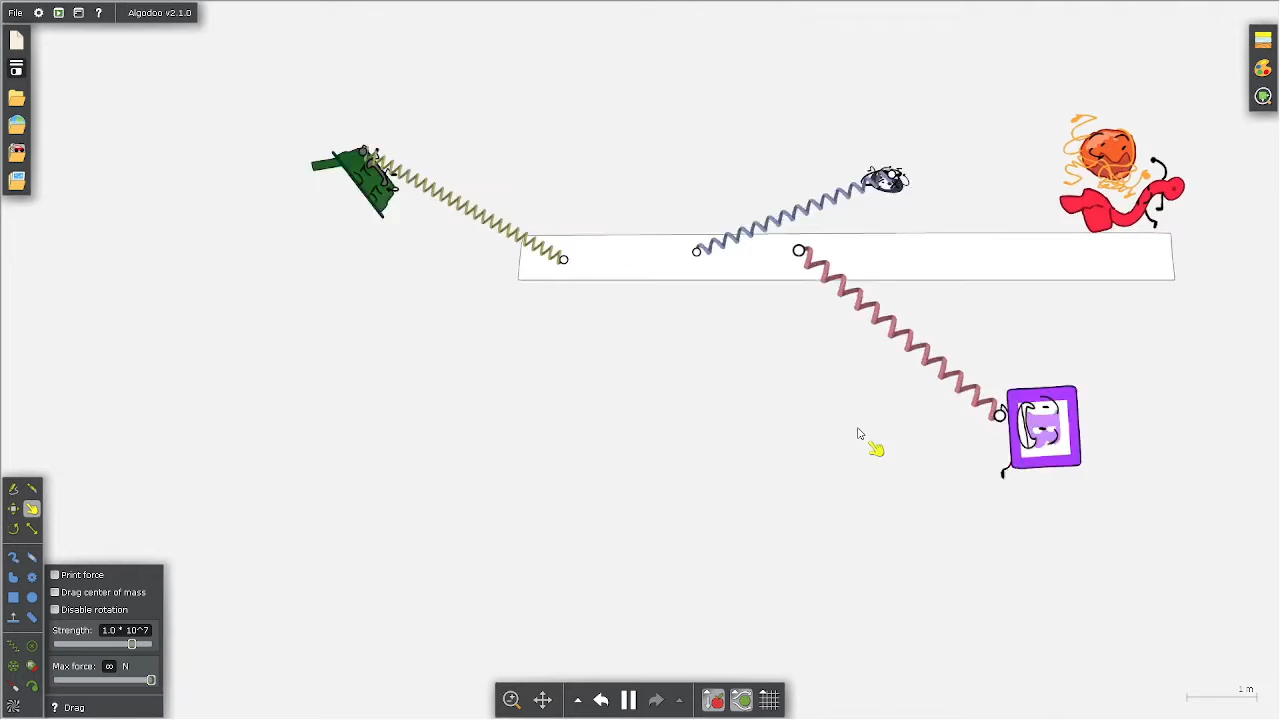 File ? Algodoo v2.1.0
Print force
Drag center of mass
Disable rotation
Strength: 1.0 * 10^7
Max force: ∞ N
? Drag
1 m